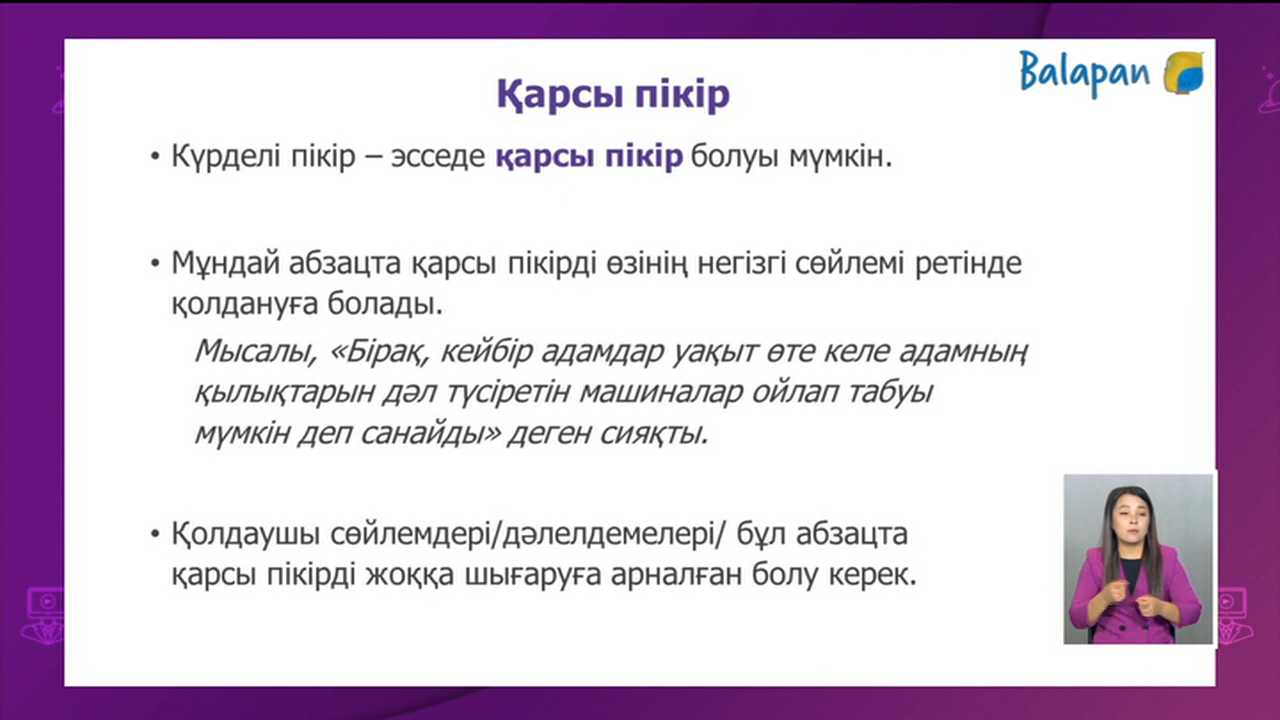 Balapan
Қарсы пікір
• Күрделі пікір – эсседе қарсы пікір болуы мүмкін.
• Мұндай абзацта қарсы пікірді өзінің негізгі сөйлемі ретінде
қолдануға болады.
Мысалы, «Бірақ, кейбір адамдар уақыт өте келе адамның
қылықтарын дәл түсіретін машиналар ойлап табуы
мүмкін деп санайды» деген сияқты.
• Қолдаушы сөйлемдері/дәлелдемелері/ бұл абзацта
қарсы пікірді жоққа шығаруға арналған болу керек.